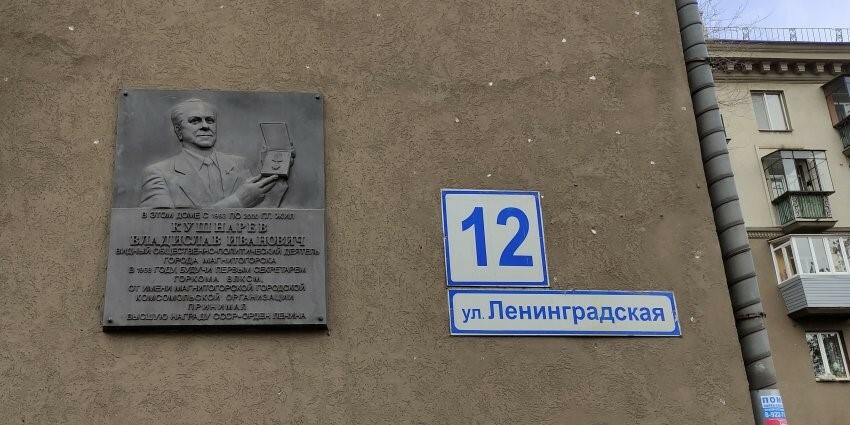 В ЭТОМ ДОМЕ С 1963 ПО 2000 ГГ. ЖИЛ
КУШНАРЕВ
ВЛАДИСЛАВ ИВАНОВИЧ
ВИДНЫЙ ОБЩЕСТВЕННО-ПОЛИТИЧЕСКИЙ ДЕЯТЕЛЬ
ГОРОДА МАГНИТОГОРСКА
В 1958 ГОДУ, БУДУЧИ ПЕРВЫМ СЕКРЕТАРЕМ
ГОРКОМА ВЛКСМ,
ОТ ИМЕНИ МАГНИТОГОРСКОЙ ГОРОДСКОЙ
КОМСОМОЛЬСКОЙ ОРГАНИЗАЦИИ
ПРИНИМАЛ
ВЫСШУЮ НАГРАДУ СССР-ОРДЕН ЛЕНИНА
12
ул. Ленинградская